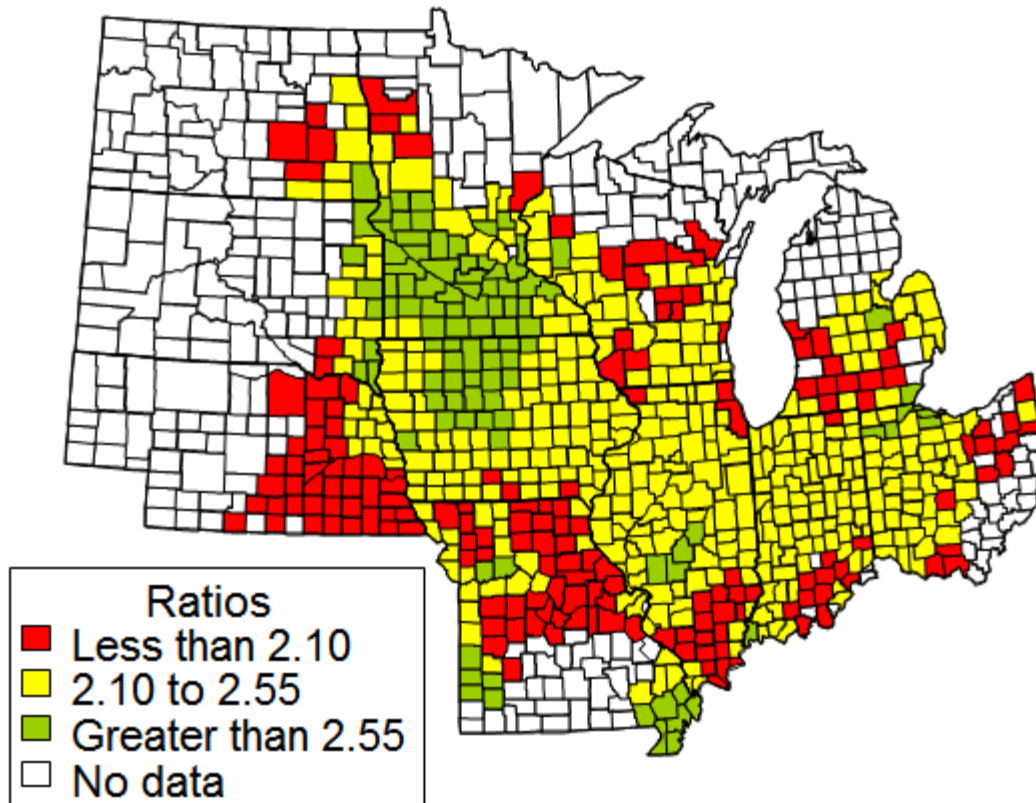 Ratios
Less than 2.10
2.10 to 2.55
Greater than 2.55
No data